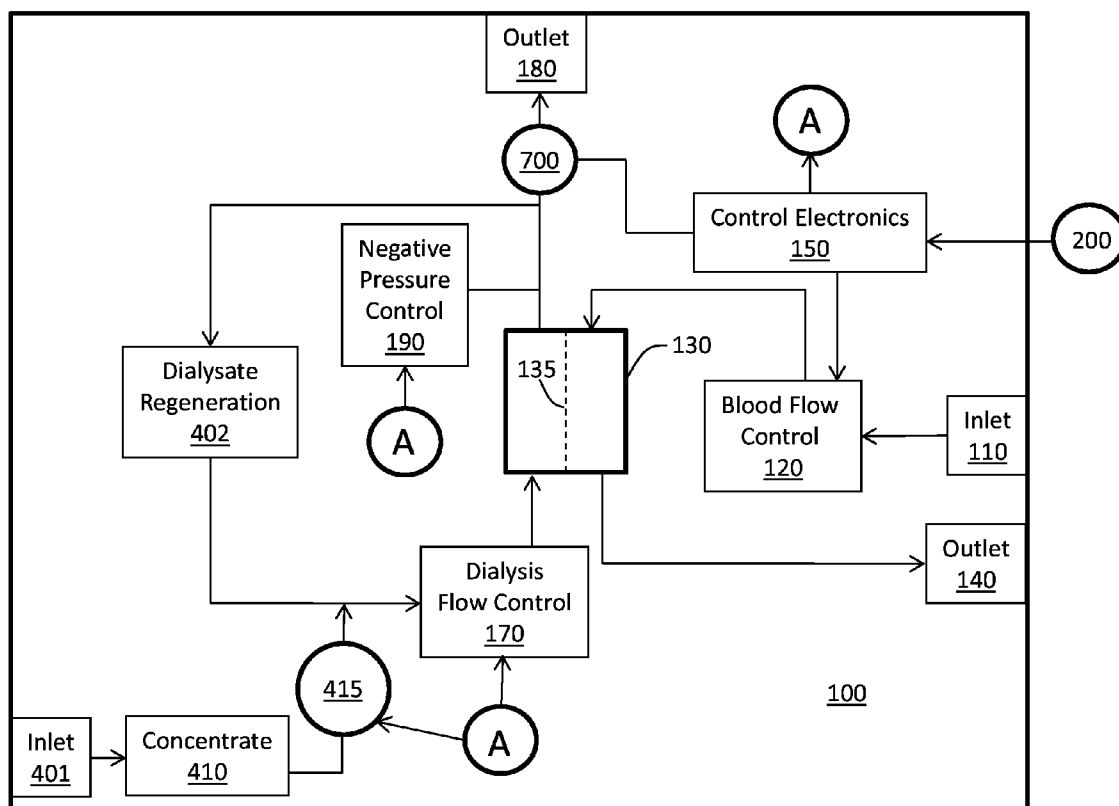 Outlet
180
A
700
Control Electronics
150
200
Negative
Pressure
Control
190
Dialysate
Regeneration
402
135
130
A
Blood Flow
Control
120
Inlet
110
Outlet
140
Dialysis
Flow Control
170
415
A
100
Inlet
401
Concentrate
410